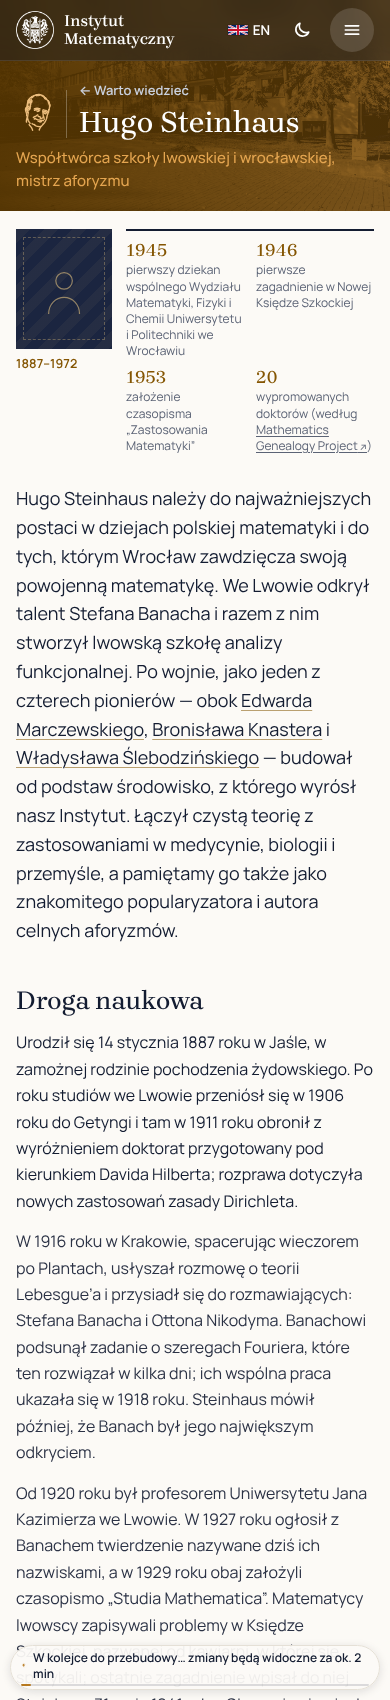 Instytut
Matematyczny
EN
← Warto wiedzieć
Hugo Steinhaus
Współtwórca szkoły lwowskiej i wrocławskiej,
mistrz aforyzmu
1887–1972
1945
pierwszy dziekan
wspólnego Wydziału
Matematyki, Fizyki i
Chemii Uniwersytetu
i Politechniki we
Wrocławiu
1946
pierwsze
zagadnienie w Nowej
Księdze Szkockiej
1953
założenie
czasopisma
„Zastosowania
Matematyki”
20
wypromowanych
doktorów (według
Mathematics
Genealogy Project ↗)
Hugo Steinhaus należy do najważniejszych
postaci w dziejach polskiej matematyki i do
tych, którym Wrocław zawdzięcza swoją
powojenną matematykę. We Lwowie odkrył
talent Stefana Banacha i razem z nim
stworzył lwowską szkołę analizy
funkcjonalnej. Po wojnie, jako jeden z
czterech pionierów — obok Edwarda
Marczewskiego, Bronisława Knastera i
Władysława Ślebodzińskiego — budował
od podstaw środowisko, z którego wyrósł
nasz Instytut. Łączył czystą teorię z
zastosowaniami w medycynie, biologii i
przemyśle, a pamiętamy go także jako
znakomitego popularyzatora i autora
celnych aforyzmów.
Droga naukowa
Urodził się 14 stycznia 1887 roku w Jaśle, w
zamożnej rodzinie pochodzenia żydowskiego. Po
roku studiów we Lwowie przeniósł się w 1906
roku do Getyngi i tam w 1911 roku obronił z
wyróżnieniem doktorat przygotowany pod
kierunkiem Davida Hilberta; rozprawa dotyczyła
nowych zastosowań zasady Dirichleta.
W 1916 roku w Krakowie, spacerując wieczorem
po Plantach, usłyszał rozmowę o teorii
Lebesgue’a i przysiadł się do rozmawiających:
Stefana Banacha i Ottona Nikodyma. Banachowi
podsunął zadanie o szeregach Fouriera, które
ten rozwiązał w kilka dni; ich wspólna praca
ukazała się w 1918 roku. Steinhaus mówił
później, że Banach był jego największym
odkryciem.
Od 1920 roku był profesorem Uniwersytetu Jana
Kazimierza we Lwowie. W 1927 roku ogłosił z
Banachem twierdzenie nazywane dziś ich
nazwiskami, a w 1929 roku obaj założyli
czasopismo „Studia Mathematica”. Matematycy
lwowscy zapisywali problemy w Księdze
W kolejce do przebudowy… zmiany będą widoczne za ok. 2
min